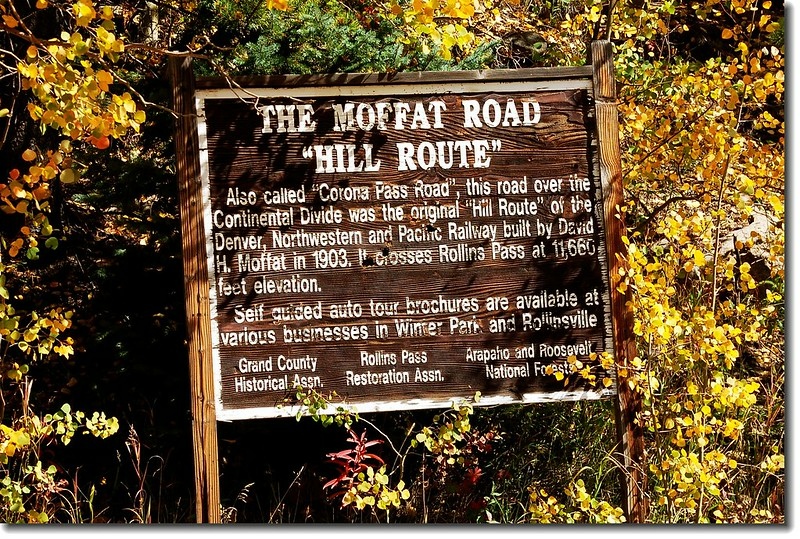 THE MOFFAT ROAD
"HILL ROUTE"
Also called "Corona Pass Road", this road over the
Continental Divide was the original "Hill Route" of the
Denver, Northwestern and Pacific Railway built by David
H. Moffat in 1903. It crosses Rollins Pass at 11,660
feet elevation.
Self guided auto tour brochures are available at
various businesses in Winter Park and Rollinsville
Grand County Rollins Pass Arapaho and Roosevelt
Historical Assn. Restoration Assn. National Forests